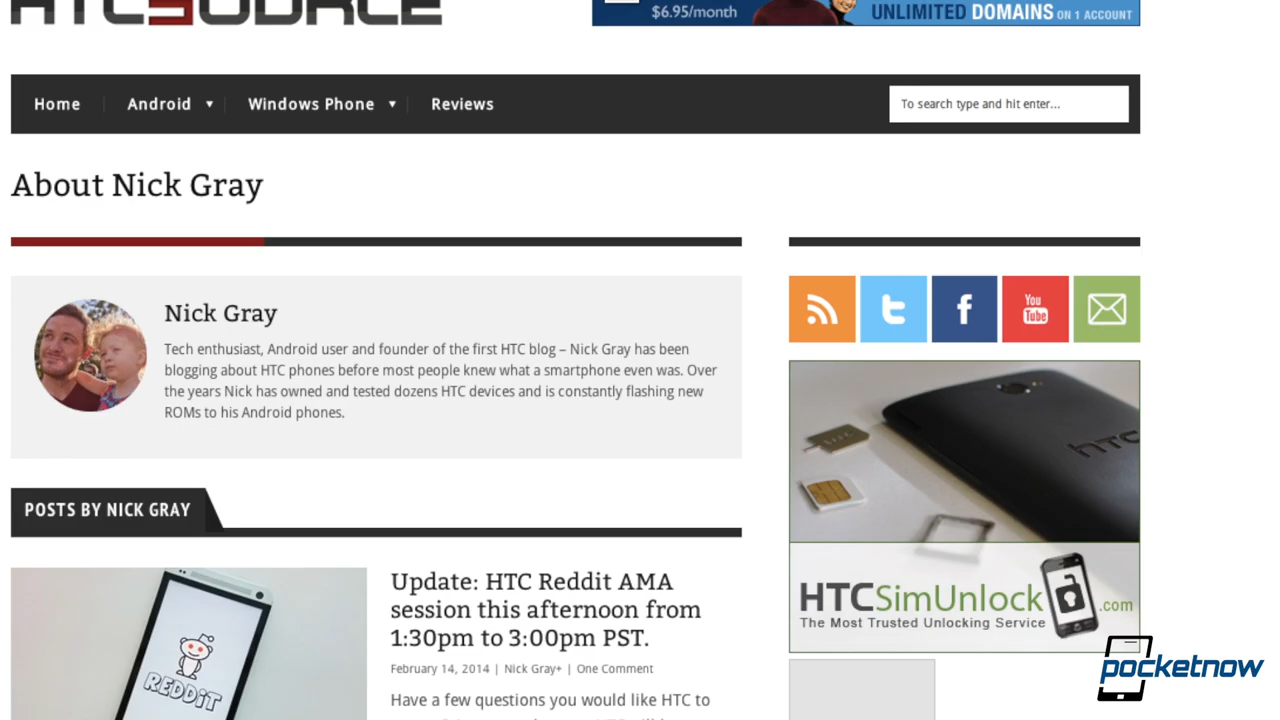 HTCSOURCE
$6.95/month
UNLIMITED DOMAINS ON 1 ACCOUNT
Home
Android ▼
Windows Phone ▼
Reviews
To search type and hit enter...
About Nick Gray
Nick Gray
Tech enthusiast, Android user and founder of the first HTC blog – Nick Gray has been
blogging about HTC phones before most people knew what a smartphone even was. Over
the years Nick has owned and tested dozens HTC devices and is constantly flashing new
ROMs to his Android phones.
You
Tube
hTC
POSTS BY NICK GRAY
REDDiT
Update: HTC Reddit AMA
session this afternoon from
1:30pm to 3:00pm PST.
February 14, 2014 | Nick Gray+ | One Comment
Have a few questions you would like HTC to
HTCSimUnlock.com
The Most Trusted Unlocking Service
pocketnow